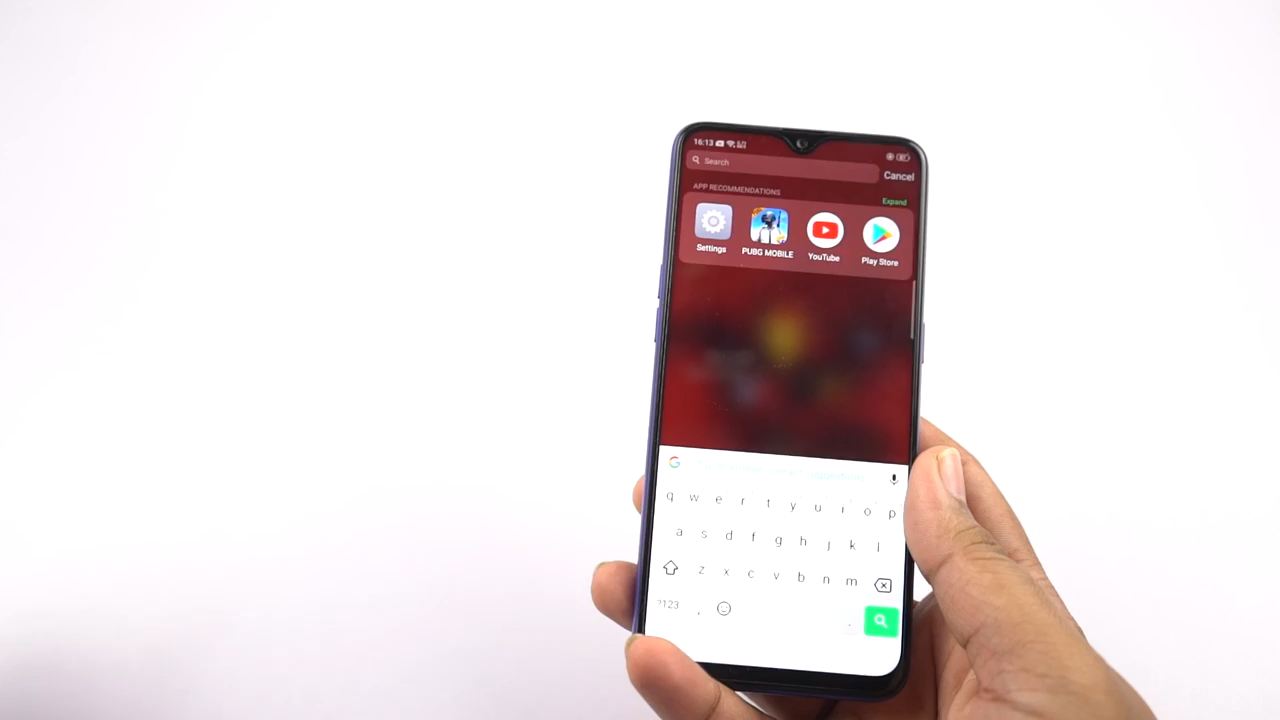 16:13
Search
Cancel
APP RECOMMENDATIONS
Expand
Settings
PUBG MOBILE
YouTube
Play Store
G
q w e r t y u i o p
a s d f g h j k l
z x c v b n m
?123 , .